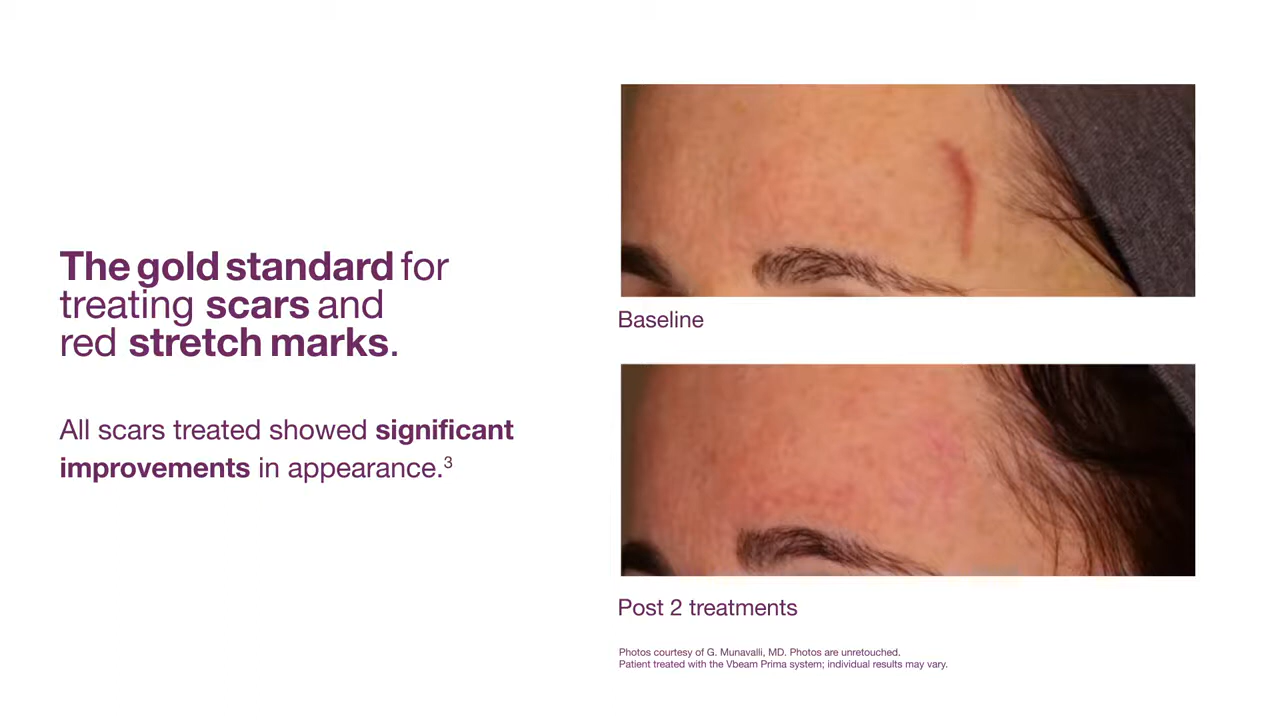 The gold standard for
treating scars and
red stretch marks.
All scars treated showed significant
improvements in appearance.³
Baseline
Post 2 treatments
Photos courtesy of G. Munavalli, MD. Photos are unretouched.
Patient treated with the Vbeam Prima system; individual results may vary.